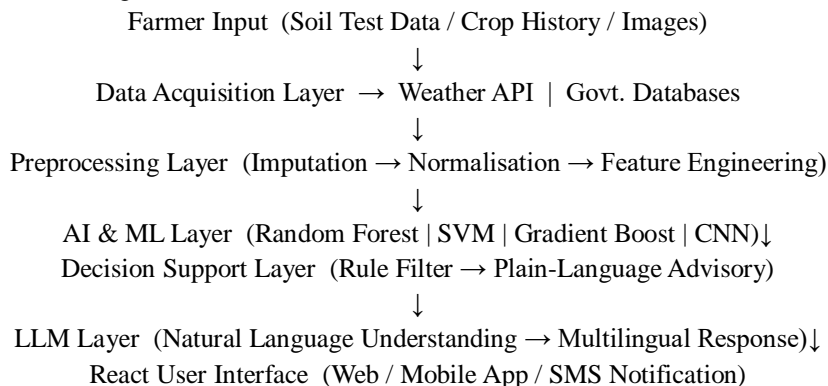 Farmer Input (Soil Test Data / Crop History / Images)
↓
Data Acquisition Layer → Weather API | Govt. Databases
↓
Preprocessing Layer (Imputation → Normalisation → Feature Engineering)
↓
AI & ML Layer (Random Forest | SVM | Gradient Boost | CNN)↓
Decision Support Layer (Rule Filter → Plain-Language Advisory)
↓
LLM Layer (Natural Language Understanding → Multilingual Response)↓
React User Interface (Web / Mobile App / SMS Notification)